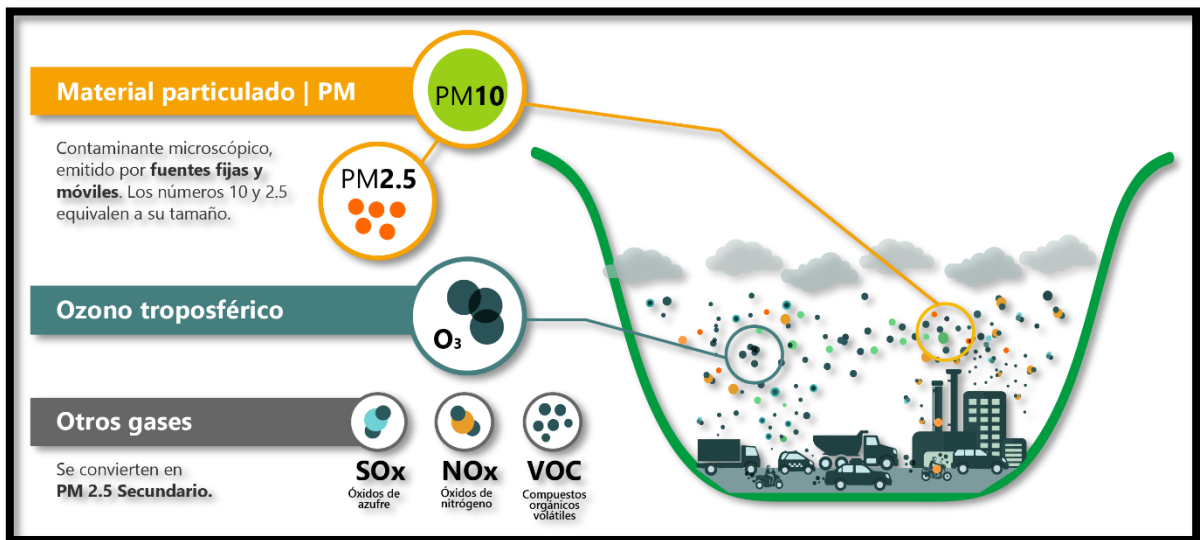 Material particulado | PM
PM10
Contaminante microscópico,
emitido por fuentes fijas y
móviles. Los números 10 y 2.5
equivalen a su tamaño.
PM2.5
Ozono troposférico
O₃
Otros gases
Se convierten en
PM 2.5 Secundario.
SOx
Óxidos de
azufre
NOx
Óxidos de
nitrógeno
VOC
Compuestos
orgánicos
volátiles